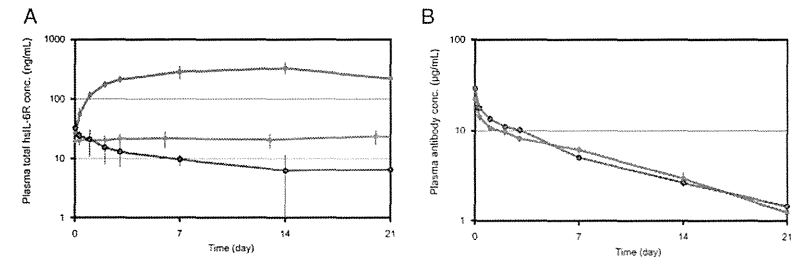 A
Plasma total hsIL-6R conc. (ng/mL)
1000
100
10
1
0
7
14
21
Time (day)
B
Plasma antibody conc. (µg/mL)
100
10
1
0
7
14
21
Time (day)